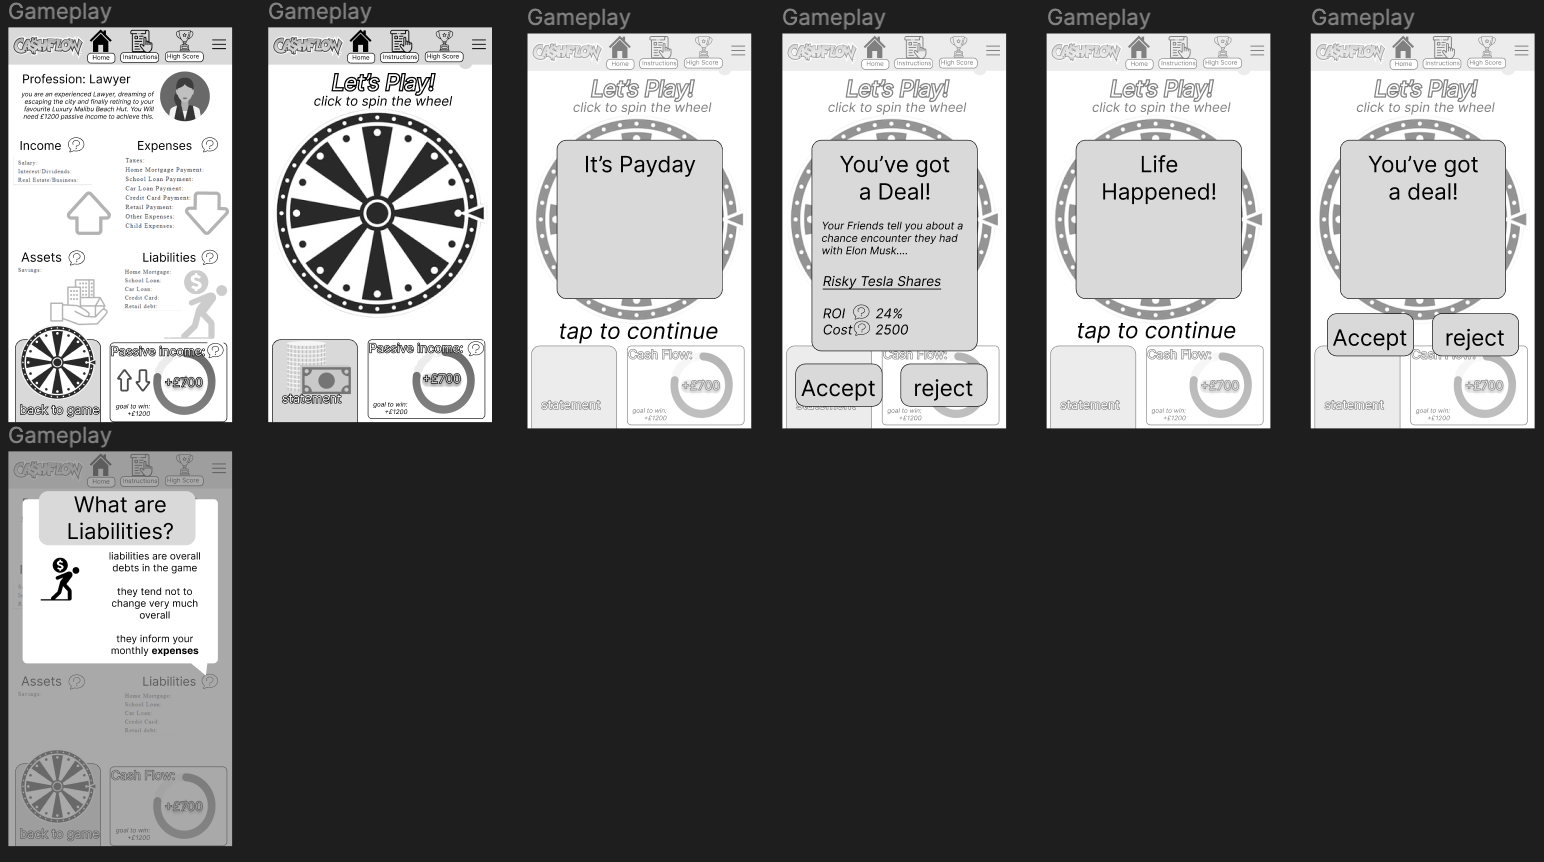 Gameplay
CASHFLOW
Home
Instructions
High Score
Profession: Lawyer
you are an experienced Lawyer, dreaming of
escaping the city and finally retiring to your
favourite Luxury Malibu Beach Hut. You Will
need £1200 passive income to achieve this.
Income
?
Salary:
Interest/Dividends:
Real Estate/Business:
Expenses
?
Taxes:
Home Mortgage Payment:
School Loan Payment:
Car Loan Payment:
Credit Card Payment:
Retail Payment:
Other Expenses:
Child Expenses:
Assets
?
Savings:
Liabilities
?
Home Mortgage:
School Loan:
Car Loan:
Credit Card:
Retail debt:
$
back to game
Passive income:
?
+£700
goal to win:
+£1200
Gameplay
CASHFLOW
Home
Instructions
High Score
Let's Play!
click to spin the wheel
statement
Passive income:
?
+£700
goal to win:
+£1200
Gameplay
CASHFLOW
Home
Instructions
High Score
Let's Play!
click to spin the wheel
It's Payday
tap to continue
statement
Cash Flow:
+£700
goal to win:
+£1200
Gameplay
CASHFLOW
Home
Instructions
High Score
Let's Play!
click to spin the wheel
You've got
a Deal!
Your Friends tell you about a
chance encounter they had
with Elon Musk....
Risky Tesla Shares
ROI ? 24%
Cost ? 2500
Accept
reject
statement
Cash Flow:
+£700
goal to win:
+£1200
Gameplay
CASHFLOW
Home
Instructions
High Score
Let's Play!
click to spin the wheel
Life
Happened!
tap to continue
statement
Cash Flow:
+£700
goal to win:
+£1200
Gameplay
CASHFLOW
Home
Instructions
High Score
Let's Play!
click to spin the wheel
You've got
a deal!
Accept
reject
statement
Cash Flow:
+£700
goal to win:
+£1200
Gameplay
CASHFLOW
Home
Instructions
High Score
What are
Liabilities?
$
liabilities are overall
debts in the game
they tend not to
change very much
overall
they inform your
monthly expenses
Assets
?
Savings:
Liabilities
?
Home Mortgage:
School Loan:
Car Loan:
Credit Card:
Retail debt:
back to game
Cash Flow:
+£700
goal to win:
+£1200